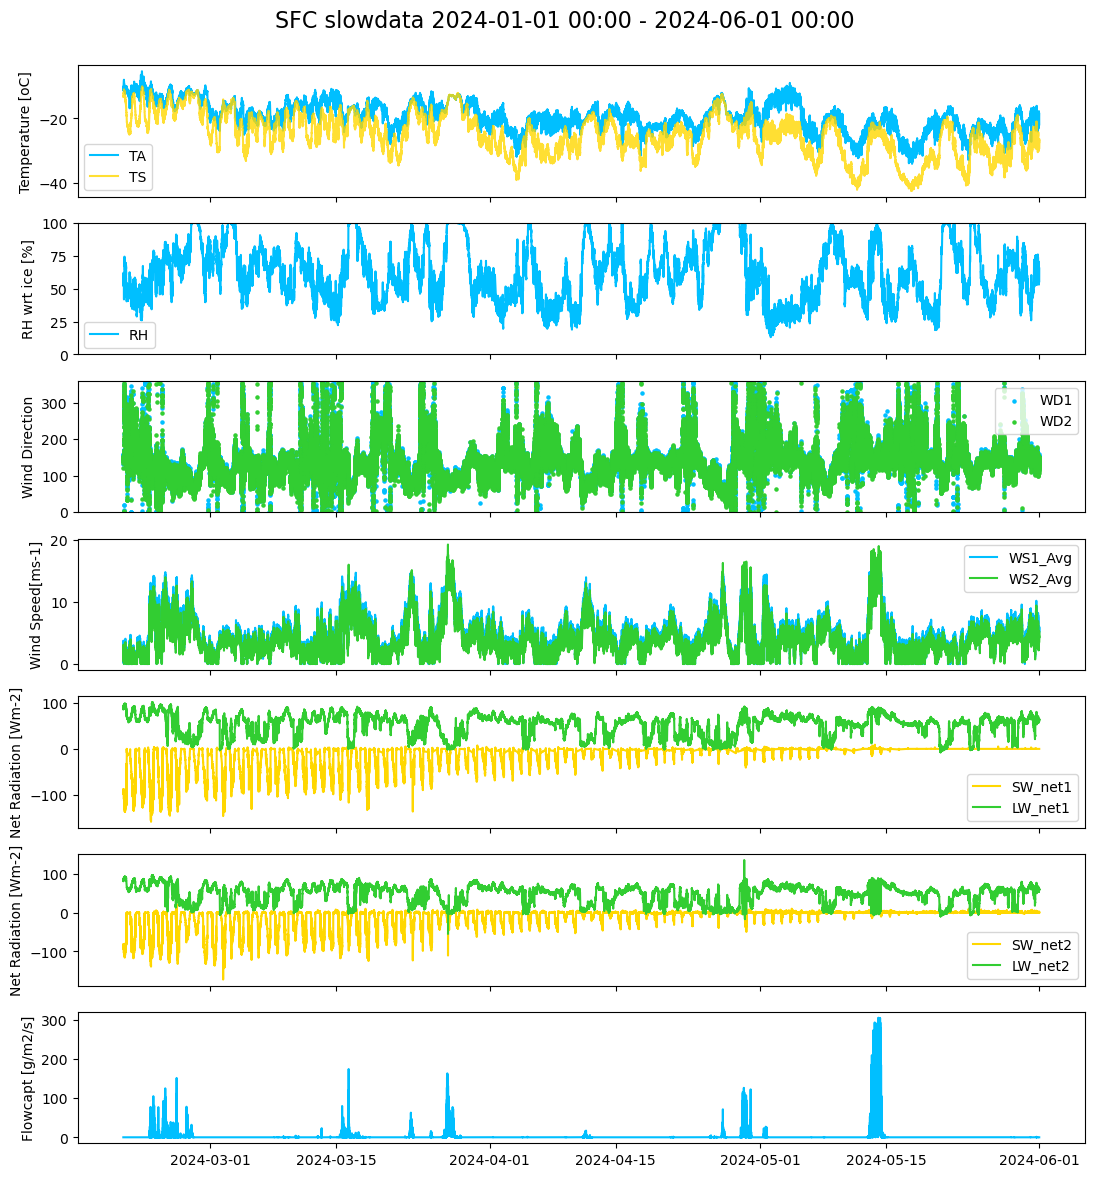 SFC slowdata 2024-01-01 00:00 - 2024-06-01 00:00
Temperature [oC]
−20
−40
TA
TS
RH wrt ice [%]
100
75
50
25
0
RH
Wind Direction
300
200
100
0
WD1
WD2
Wind Speed[ms-1]
20
10
0
WS1_Avg
WS2_Avg
Net Radiation [Wm-2]
100
0
−100
SW_net1
LW_net1
Net Radiation [Wm-2]
100
0
−100
SW_net2
LW_net2
Flowcapt [g/m2/s]
300
200
100
0
2024-03-01 2024-03-15 2024-04-01 2024-04-15 2024-05-01 2024-05-15 2024-06-01